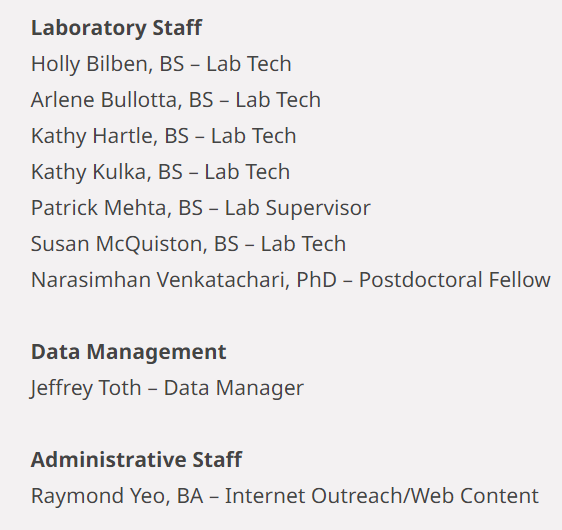 Laboratory Staff
Holly Bilben, BS – Lab Tech
Arlene Bullotta, BS – Lab Tech
Kathy Hartle, BS – Lab Tech
Kathy Kulka, BS – Lab Tech
Patrick Mehta, BS – Lab Supervisor
Susan McQuiston, BS – Lab Tech
Narasimhan Venkatachari, PhD – Postdoctoral Fellow
Data Management
Jeffrey Toth – Data Manager
Administrative Staff
Raymond Yeo, BA – Internet Outreach/Web Content